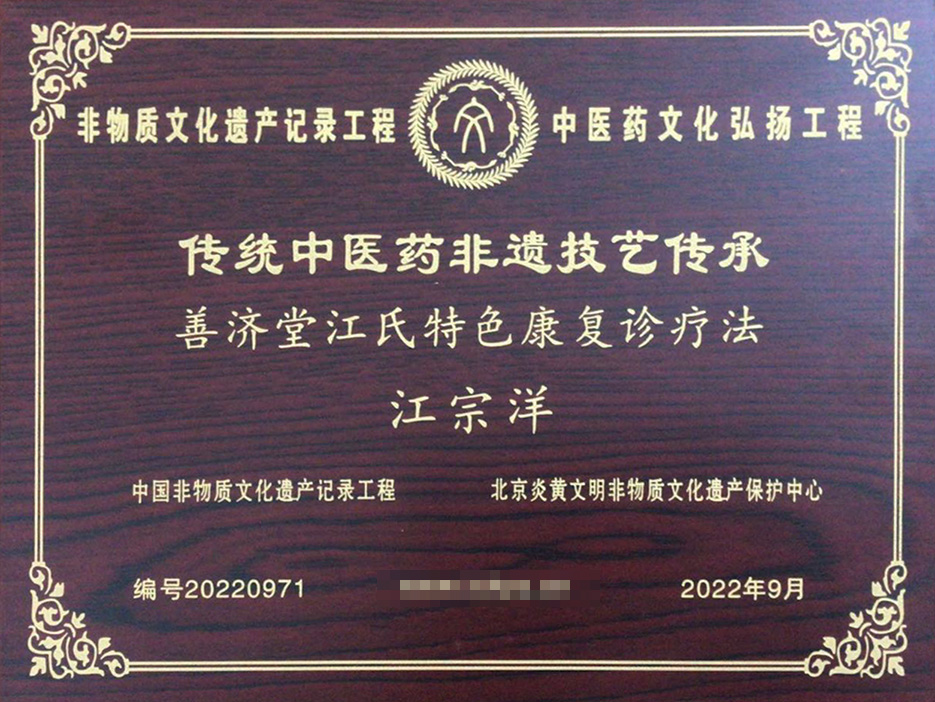 非物质文化遗产记录工程 中医药文化弘扬工程
传统中医药非遗技艺传承
善济堂江氏特色康复诊疗法
江宗洋
中国非物质文化遗产记录工程 北京炎黄文明非物质文化遗产保护中心
编号20220971 2022年9月